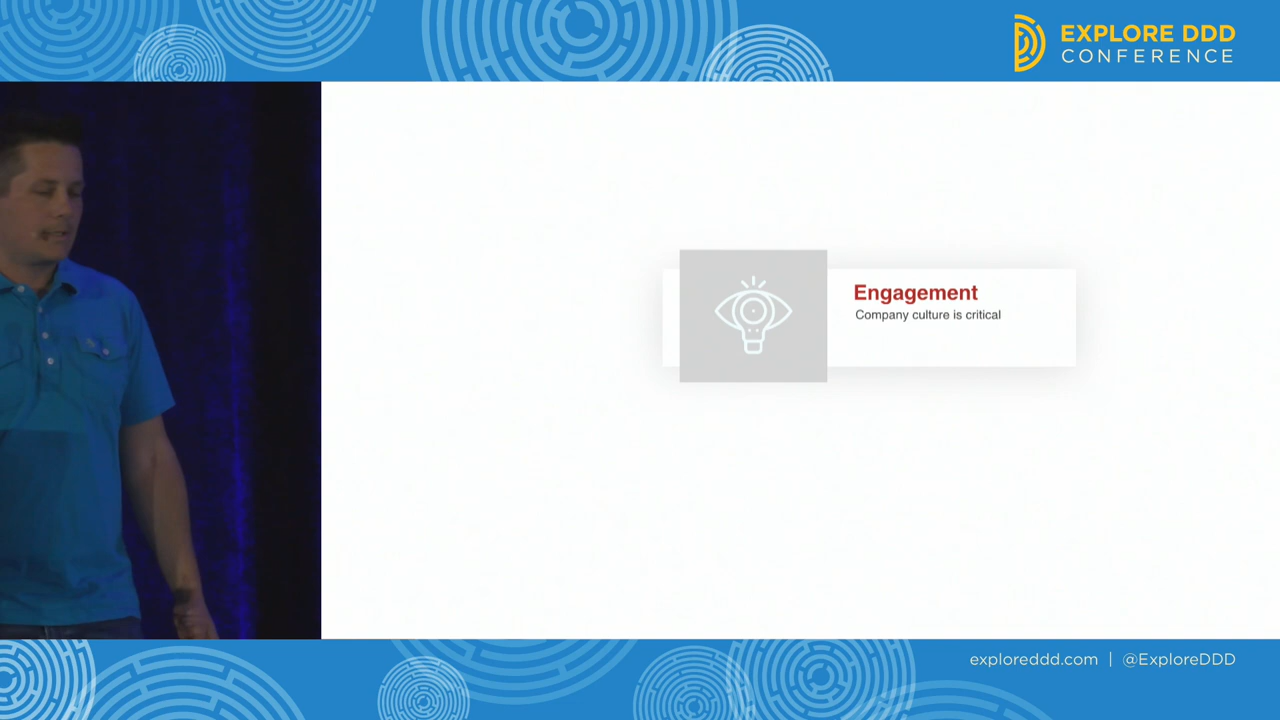 EXPLORE DDD
CONFERENCE
Engagement
Company culture is critical
exploreddd.com | @ExploreDDD